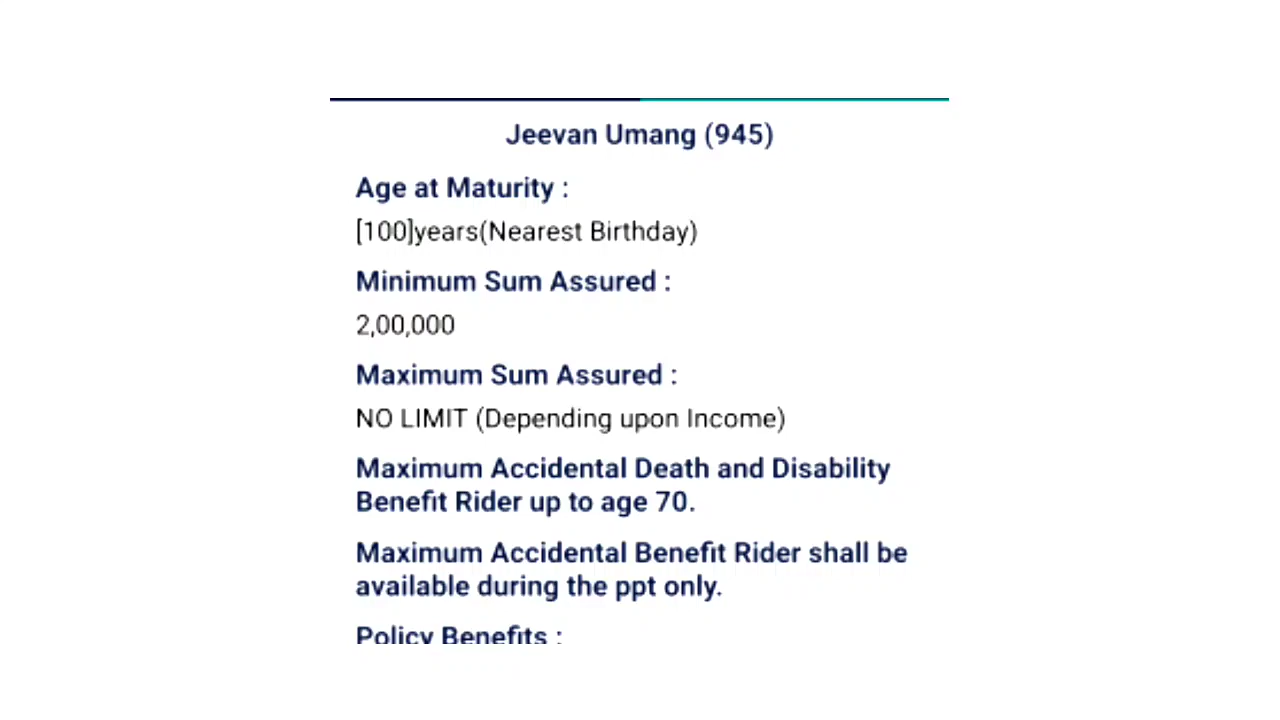 Jeevan Umang (945)
Age at Maturity :
[100]years(Nearest Birthday)
Minimum Sum Assured :
2,00,000
Maximum Sum Assured :
NO LIMIT (Depending upon Income)
Maximum Accidental Death and Disability
Benefit Rider up to age 70.
Maximum Accidental Benefit Rider shall be
available during the ppt only.
Policy Benefits :